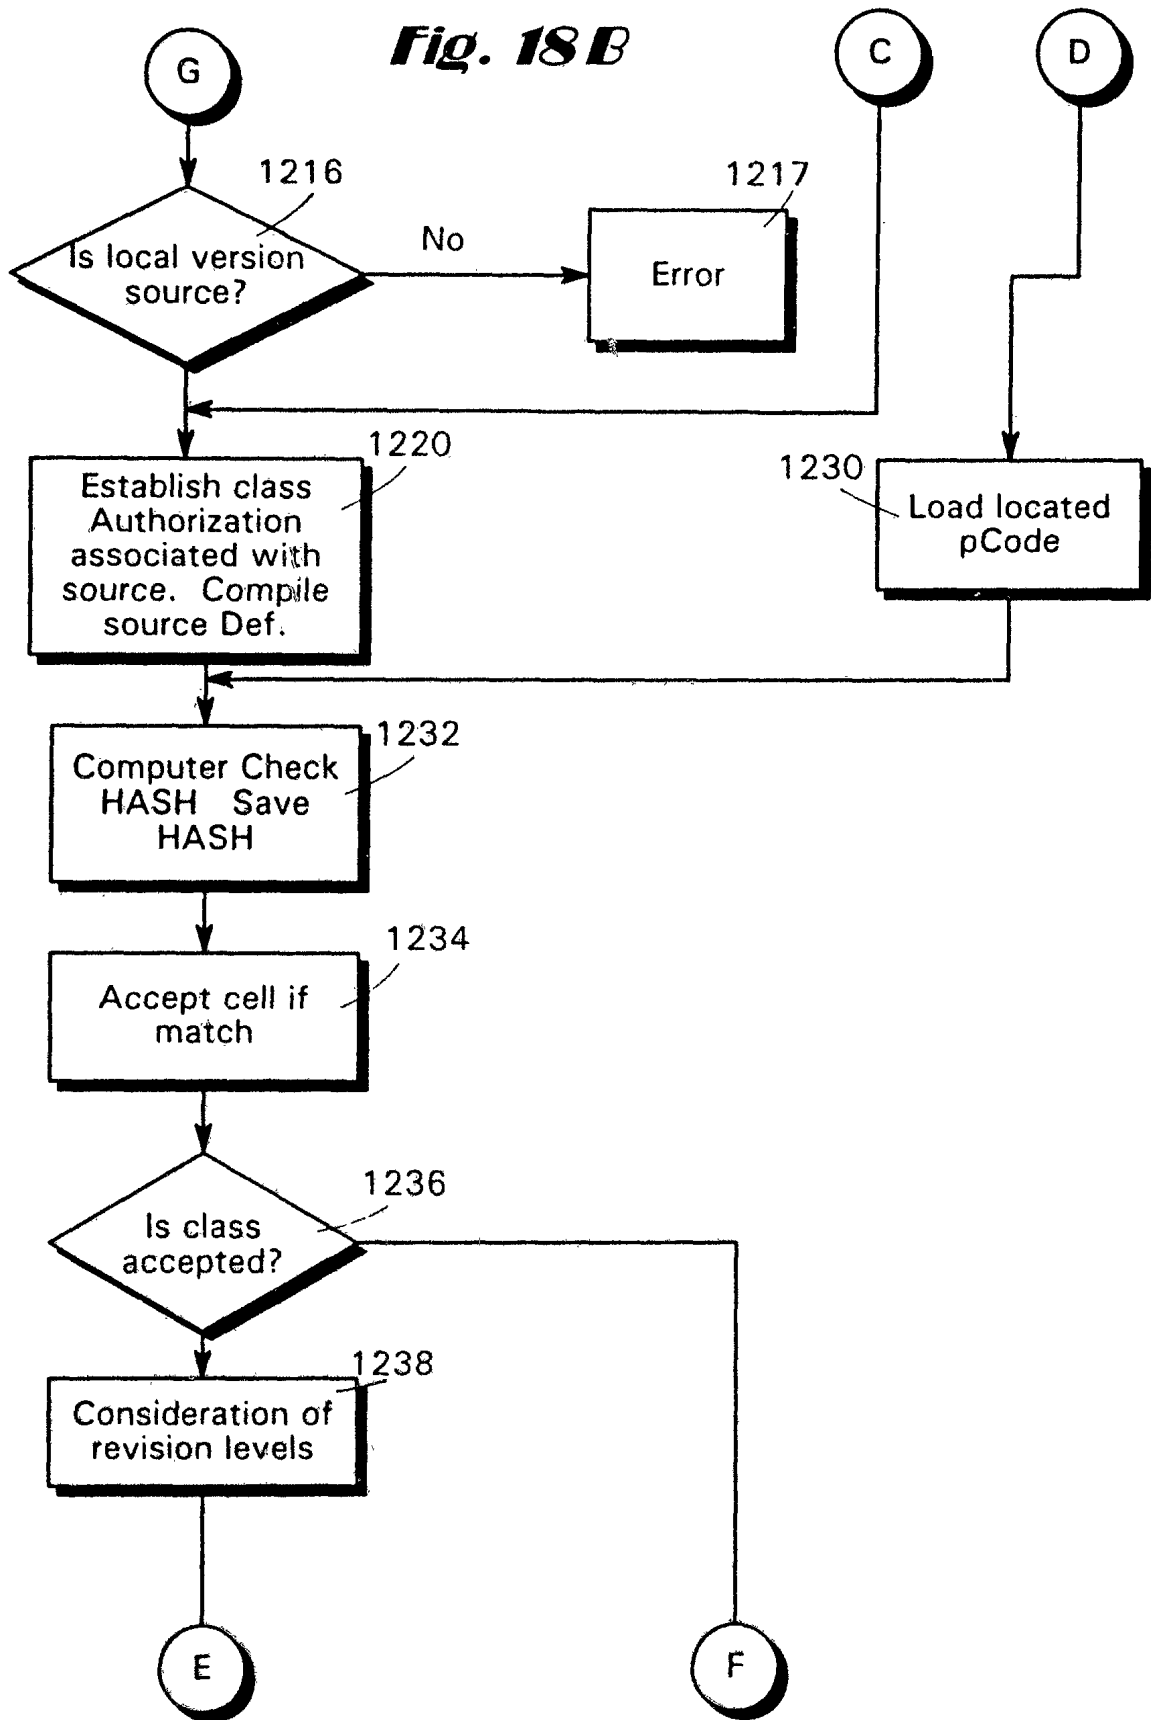 Fig. 18B
G
C
D
1216
Is local version
source?
No
1217
Error
1220
Establish class
Authorization
associated with
source. Compile
source Def.
1230
Load located
pCode
1232
Computer Check
HASH Save
HASH
1234
Accept cell if
match
1236
Is class
accepted?
1238
Consideration of
revision levels
E
F